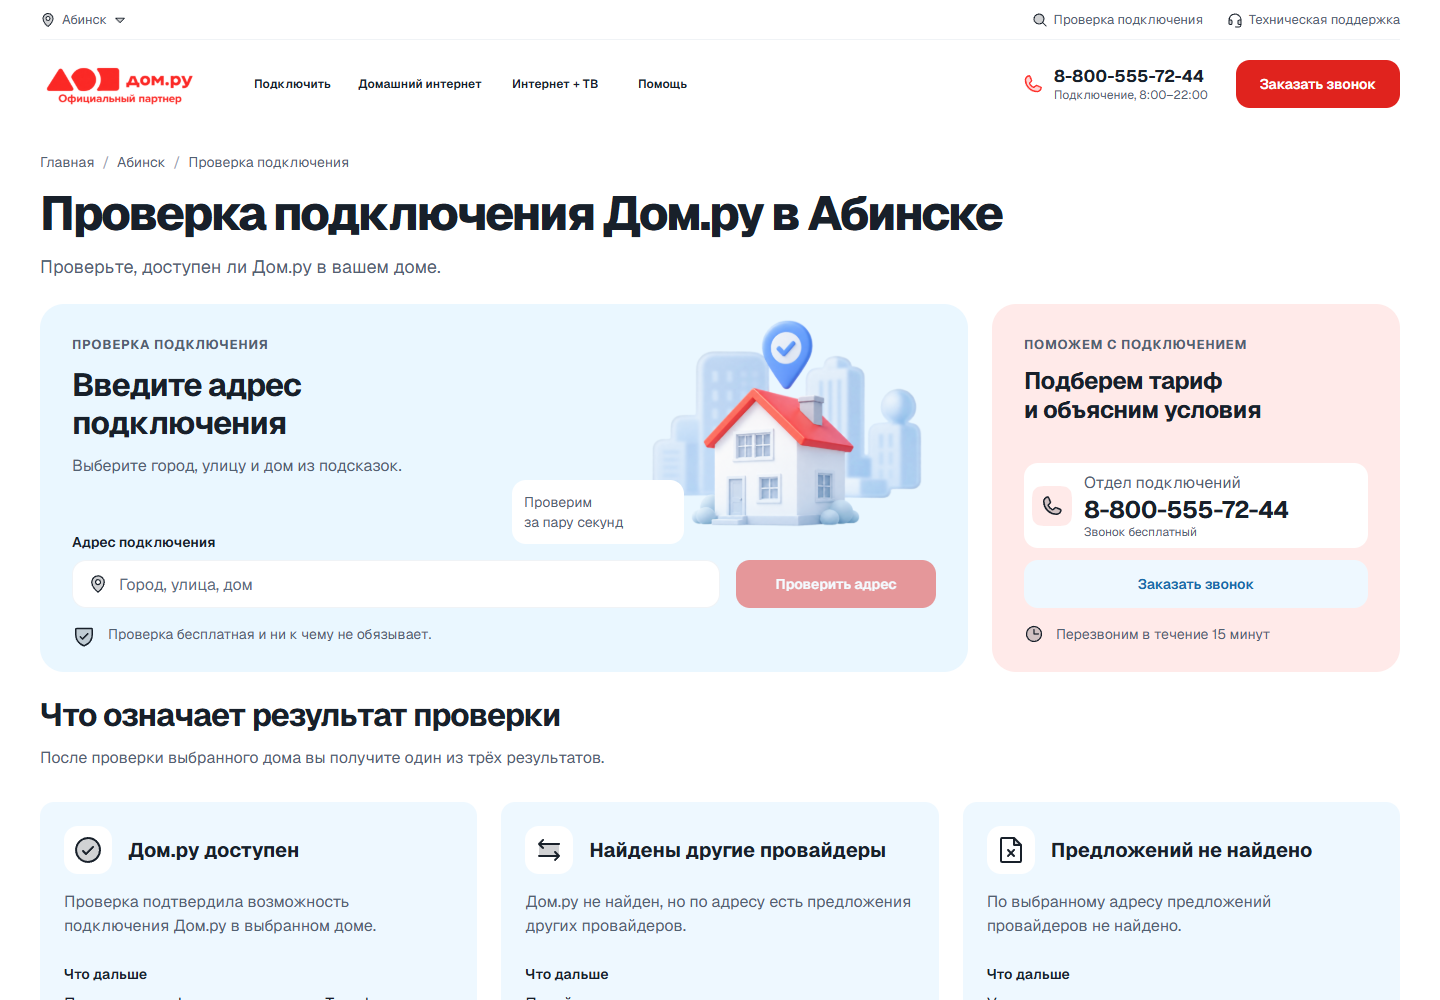 Абинск
Проверка подключения
Техническая поддержка
дом.ру
Официальный партнер
Подключить
Домашний интернет
Интернет + ТВ
Помощь
8-800-555-72-44
Подключение, 8:00–22:00
Заказать звонок
Главная / Абинск / Проверка подключения
Проверка подключения Дом.ру в Абинске
Проверьте, доступен ли Дом.ру в вашем доме.
ПРОВЕРКА ПОДКЛЮЧЕНИЯ
Введите адрес
подключения
Выберите город, улицу и дом из подсказок.
Проверим
за пару секунд
Адрес подключения
Город, улица, дом
Проверить адрес
Проверка бесплатная и ни к чему не обязывает.
ПОМОЖЕМ С ПОДКЛЮЧЕНИЕМ
Подберем тариф
и объясним условия
Отдел подключений
8-800-555-72-44
Звонок бесплатный
Заказать звонок
Перезвоним в течение 15 минут
Что означает результат проверки
После проверки выбранного дома вы получите один из трёх результатов.
Дом.ру доступен
Проверка подтвердила возможность
подключения Дом.ру в выбранном доме.
Что дальше
Найдены другие провайдеры
Дом.ру не найден, но по адресу есть предложения
других провайдеров.
Что дальше
Предложений не найдено
По выбранному адресу предложений
провайдеров не найдено.
Что дальше